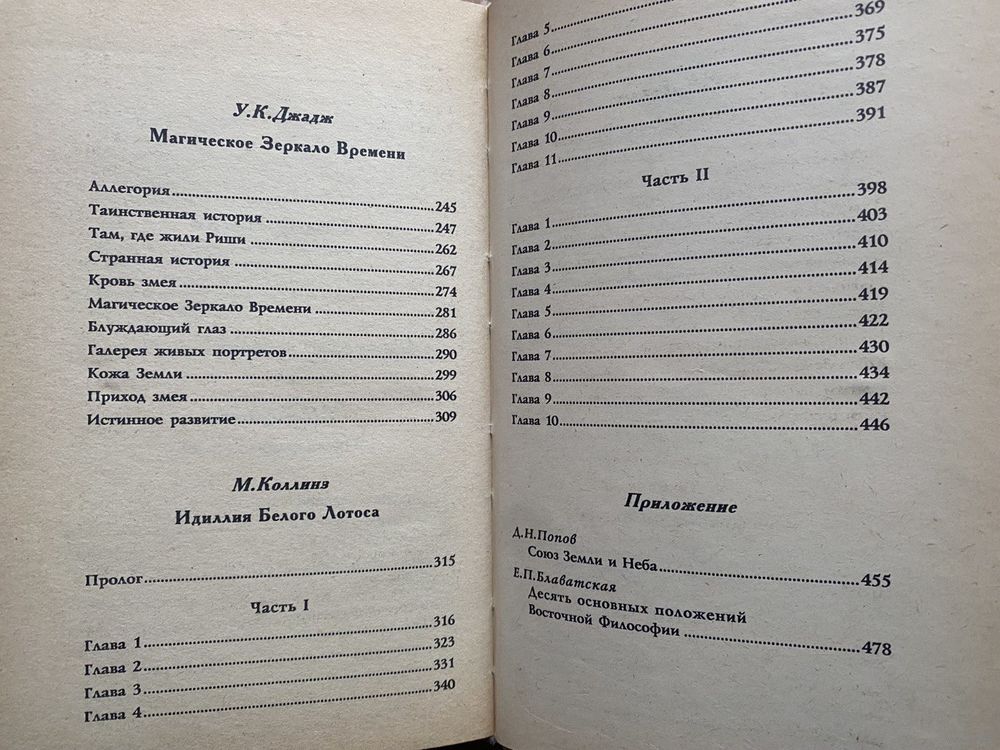 У.К.Джадж
Магическое Зеркало Времени
Аллегория....................245
Таинственная история....................247
Там, где жили Риши....................262
Странная история....................267
Кровь змея....................274
Магическое Зеркало Времени....................281
Блуждающий глаз....................286
Галерея живых портретов....................290
Кожа Земли....................299
Приход змея....................306
Истинное развитие....................309
М.Коллинз
Идиллия Белого Лотоса
Пролог....................315
Часть I
Глава 1....................316
Глава 2....................323
Глава 3....................331
Глава 4....................340
Глава 5....................
Глава 6....................
Глава 7....................369
Глава 8....................375
Глава 9....................378
Глава 10....................387
Глава 11....................391
Часть II
Глава 1....................398
Глава 2....................403
Глава 3....................410
Глава 4....................414
Глава 5....................419
Глава 6....................422
Глава 7....................430
Глава 8....................434
Глава 9....................442
Глава 10....................446
Приложение
Д.Н.Попов
Союз Земли и Неба....................455
Е.П.Блаватская
Десять основных положений
Восточной Философии....................478